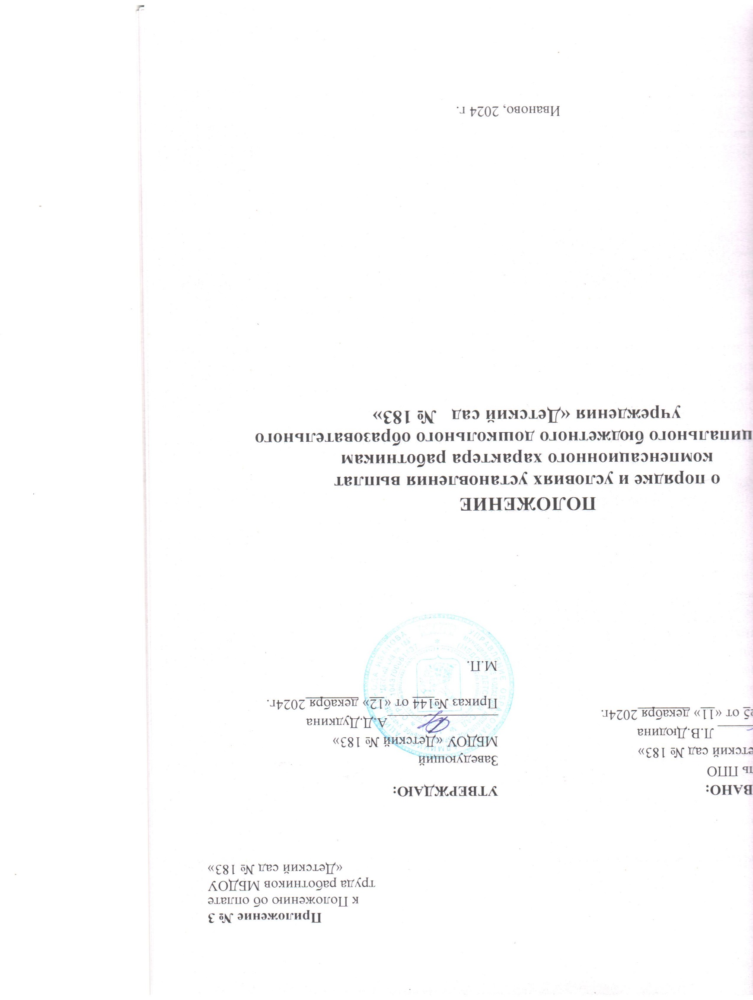 Приложение № 3
к Положению об оплате
труда работников МБДОУ
«Детский сад № 183»
ВАНО:
ль ППО
етский сад № 183»
Л.В.Дюдина
5 от «11» декабря 2024г.
УТВЕРЖДАЮ:
Заведующий
МБДОУ «Детский № 183»
А.Д.Дудкина
Приказ №144 от «12» декабря 2024г.
М.П.
ПОЛОЖЕНИЕ
о порядке и условиях установления выплат
компенсационного характера работникам
ципального бюджетного дошкольного образовательного
учреждения «Детский сад № 183»
Иваново, 2024 г.